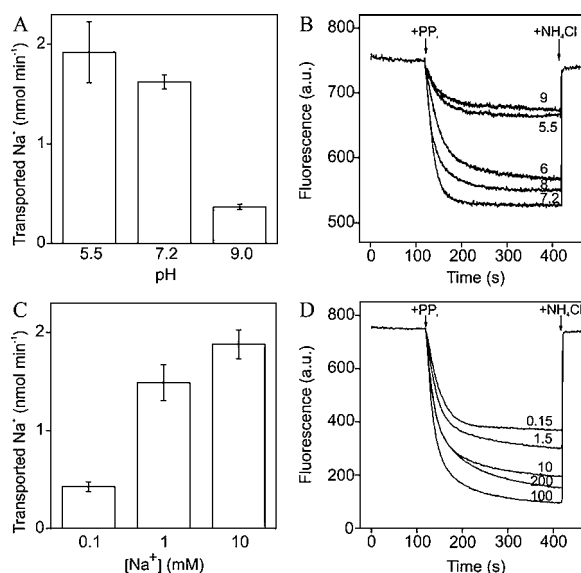 A
Transported Na⁺ (nmol min⁻¹)
2
1
0
5.5 7.2 9.0
pH
B
+PPᵢ
+NH₄Cl
Fluorescence (a.u.)
750
650
550
500
9
5.5
6
8
7.2
0 100 200 300 400
Time (s)
C
Transported Na⁺ (nmol min⁻¹)
2
1
0
0.1 1 10
[Na⁺] (mM)
D
+PPᵢ
+NH₄Cl
Fluorescence (a.u.)
800
600
400
200
0
0.15
1.5
10
200
100
0 100 200 300 400
Time (s)